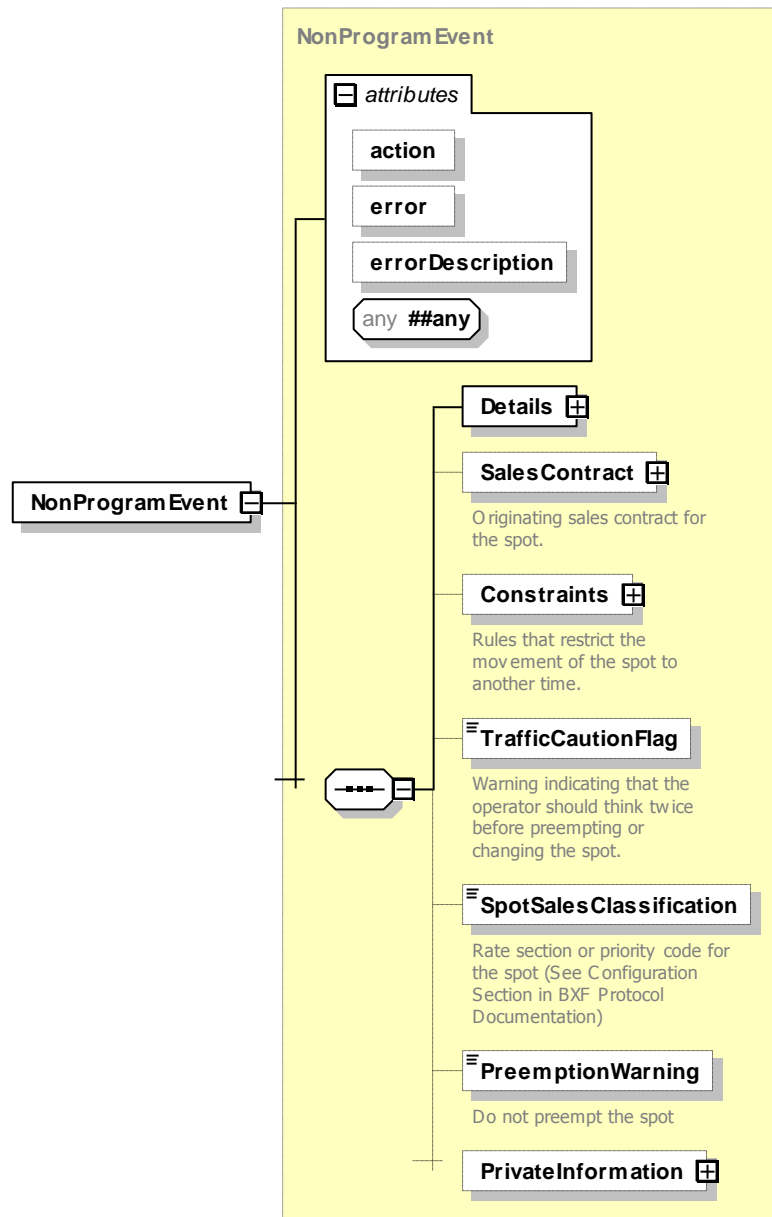 NonProgramEvent
attributes
action
error
errorDescription
any ##any
Details
SalesContract
Originating sales contract for
the spot.
NonProgramEvent
Constraints
Rules that restrict the
movement of the spot to
another time.
TrafficCautionFlag
Warning indicating that the
operator should think twice
before preempting or
changing the spot.
SpotSalesClassification
Rate section or priority code for
the spot (See Configuration
Section in BXF Protocol
Documentation)
PreemptionWarning
Do not preempt the spot
PrivateInformation